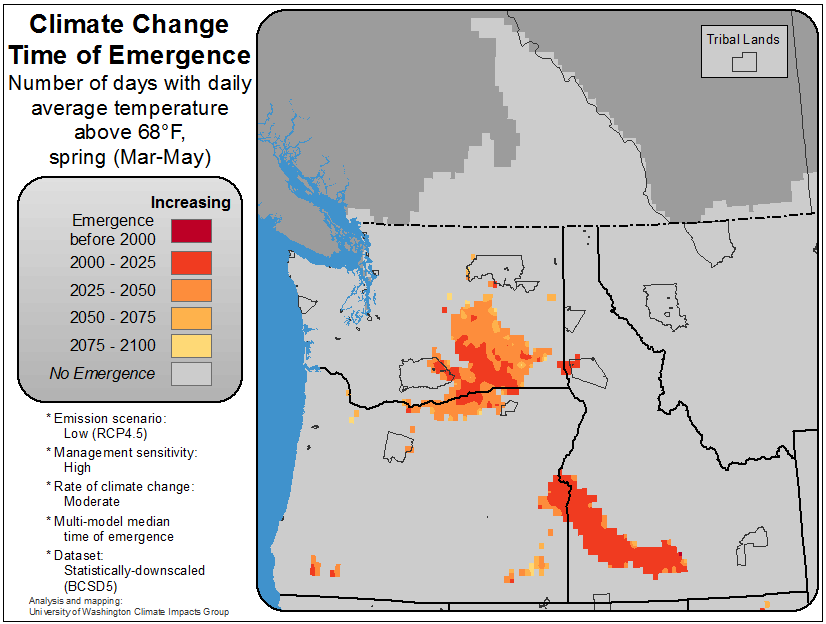 Climate Change
Time of Emergence
Number of days with daily
average temperature
above 68°F,
spring (Mar-May)
Increasing
Emergence
before 2000
2000 - 2025
2025 - 2050
2050 - 2075
2075 - 2100
No Emergence
* Emission scenario:
Low (RCP4.5)
* Management sensitivity:
High
* Rate of climate change:
Moderate
* Multi-model median
time of emergence
* Dataset:
Statistically-downscaled
(BCSD5)
Analysis and mapping:
University of Washington Climate Impacts Group
Tribal Lands